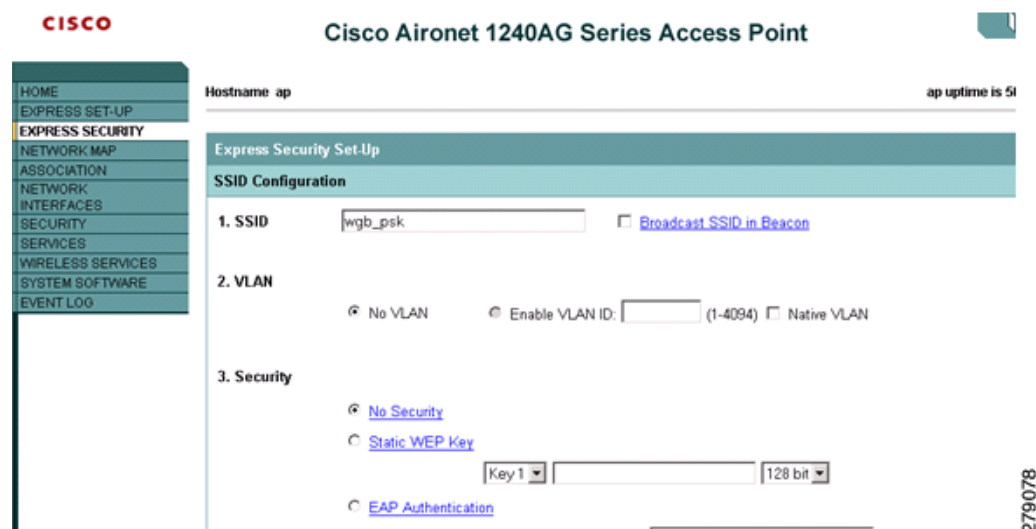 CISCO
Cisco Aironet 1240AG Series Access Point
HOME
EXPRESS SET-UP
EXPRESS SECURITY
NETWORK MAP
ASSOCIATION
NETWORK
INTERFACES
SECURITY
SERVICES
WIRELESS SERVICES
SYSTEM SOFTWARE
EVENT LOG
Hostname ap
ap uptime is
Express Security Set-Up
SSID Configuration
1. SSID wgb_psk Broadcast SSID in Beacon
2. VLAN
No VLAN Enable VLAN ID: (1-4094) Native VLAN
3. Security
No Security
Static WEP Key
Key 1 128 bit
EAP Authentication
279078